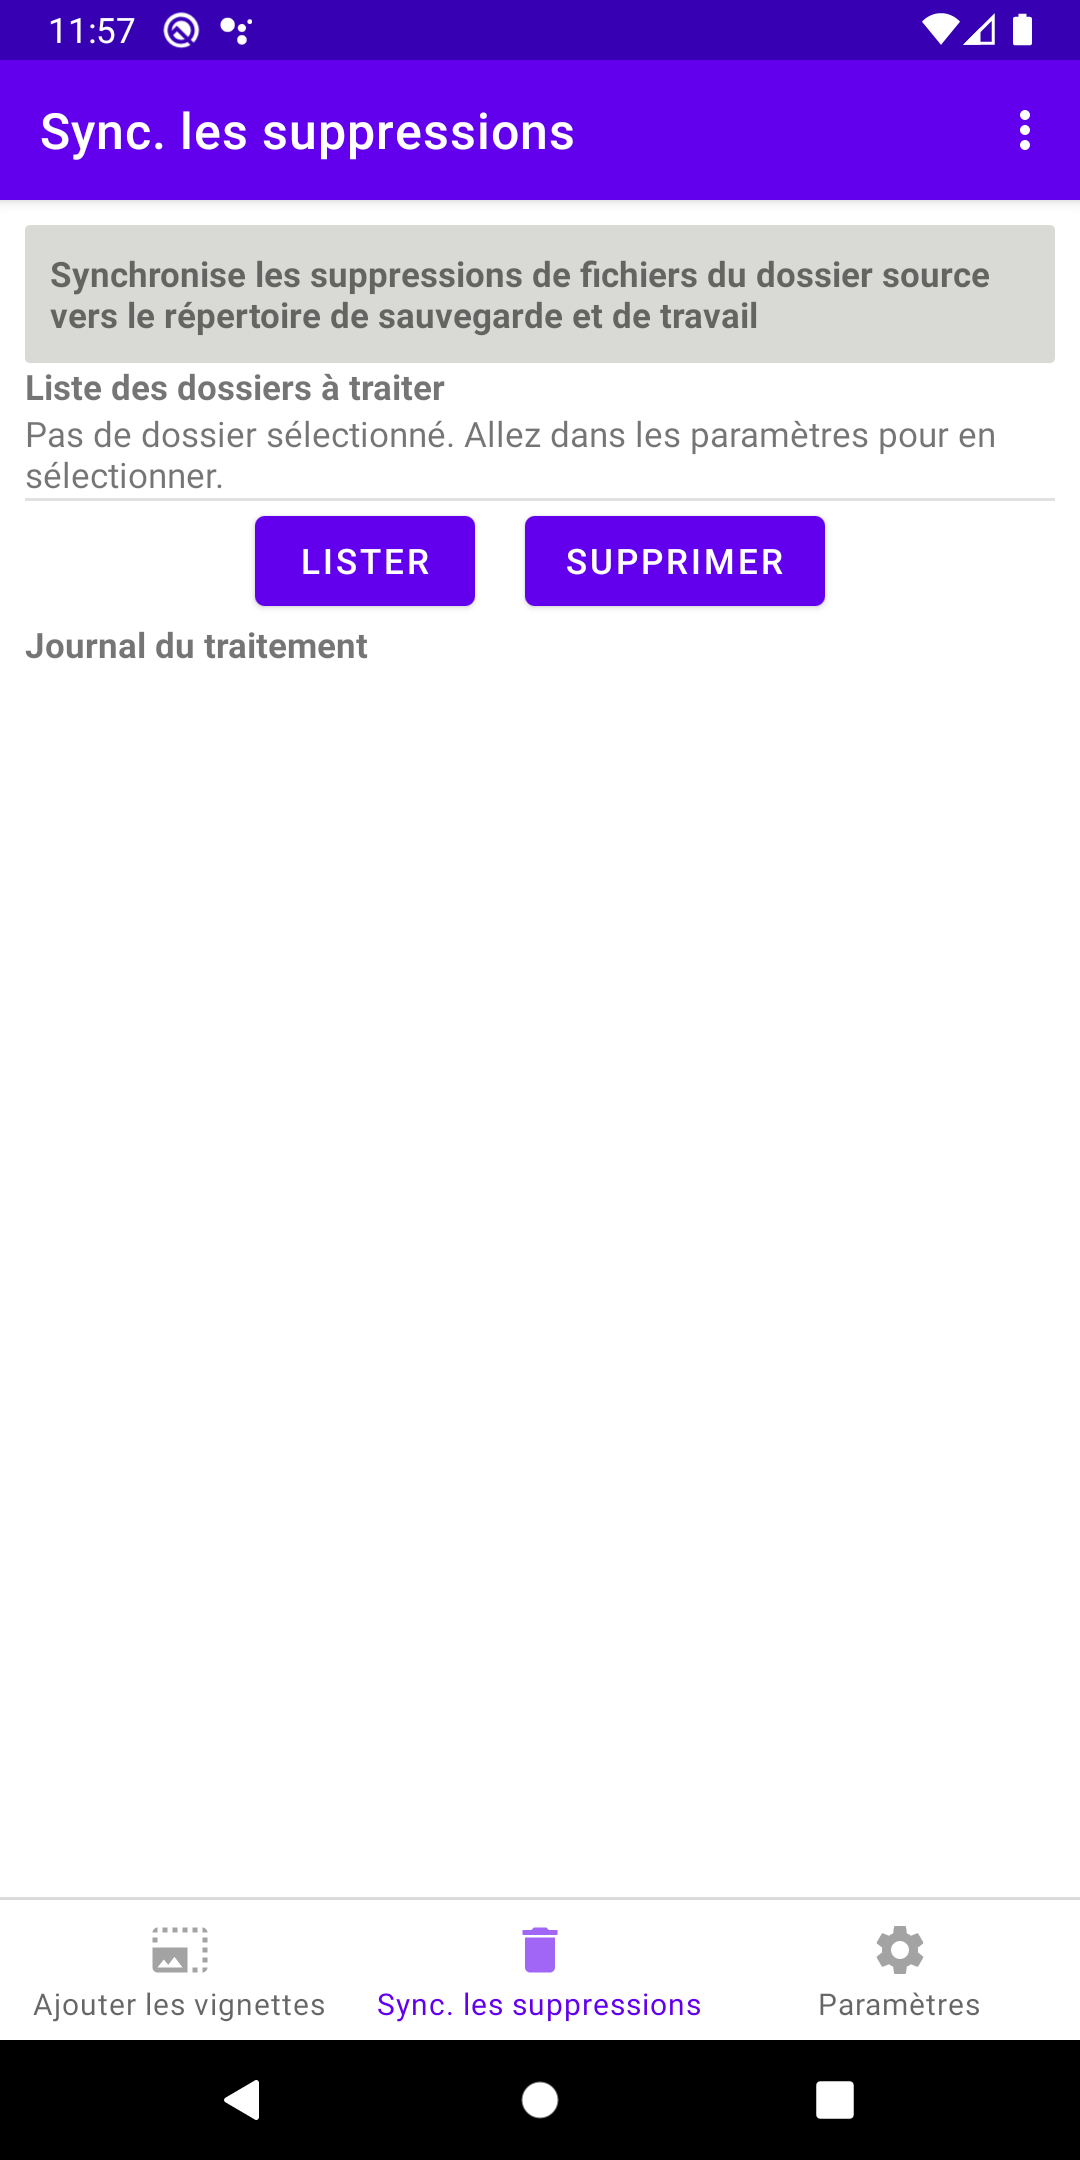 11:57
Sync. les suppressions
Synchronise les suppressions de fichiers du dossier source
vers le répertoire de sauvegarde et de travail
Liste des dossiers à traiter
Pas de dossier sélectionné. Allez dans les paramètres pour en
sélectionner.
LISTER
SUPPRIMER
Journal du traitement
Ajouter les vignettes
Sync. les suppressions
Paramètres